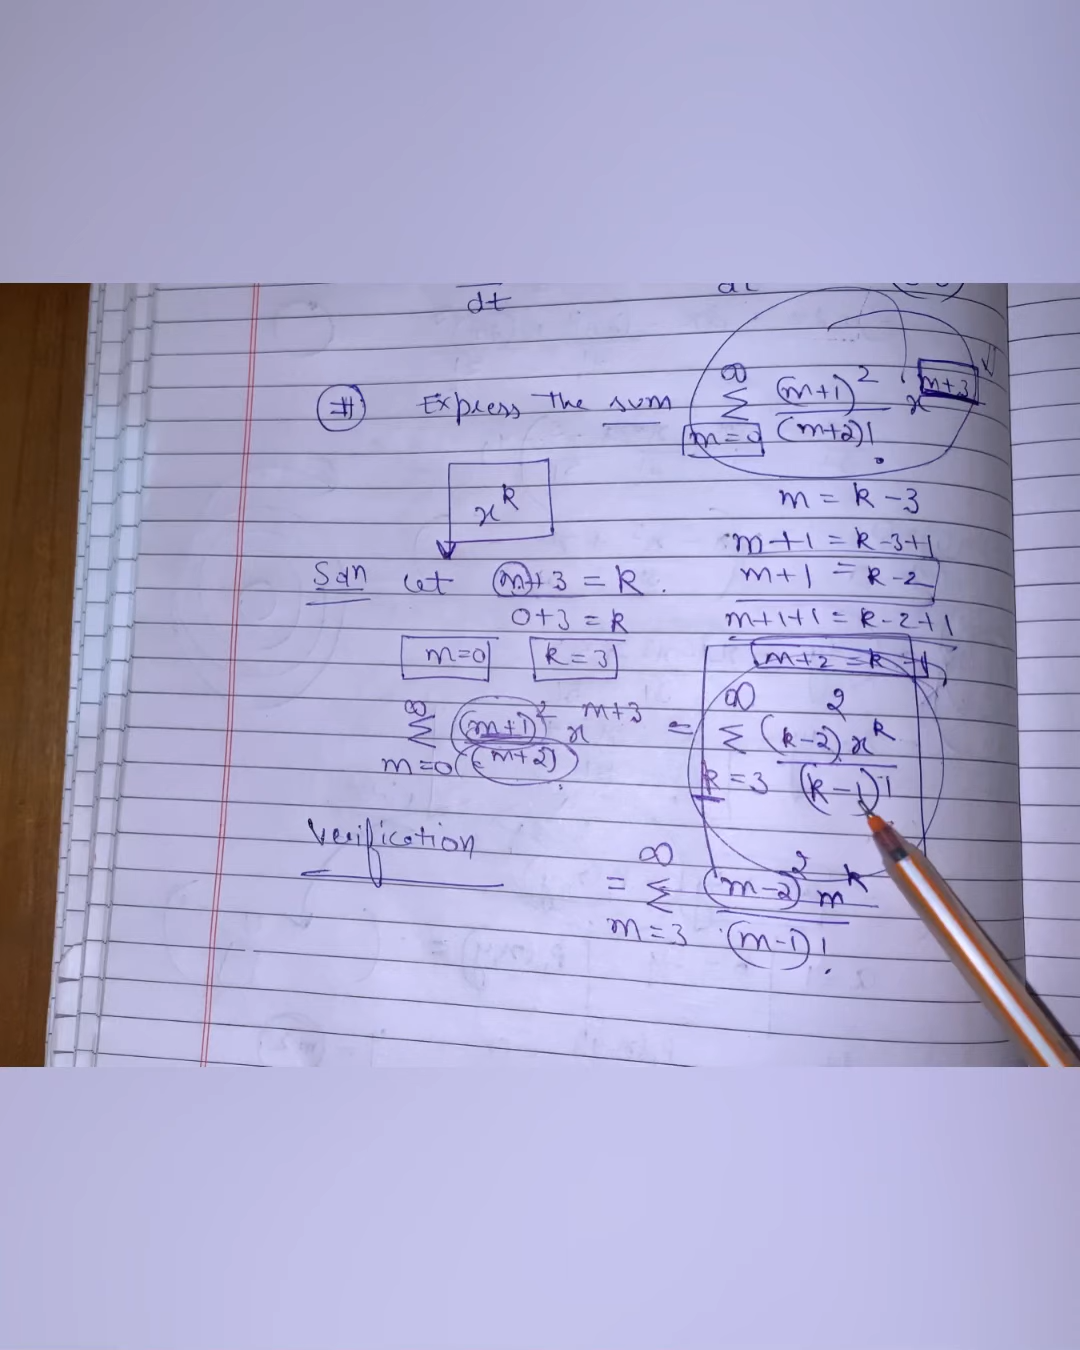 dt
# Express The sum ∞ Σ m=0 (m+1)² / (m+2)! · x^m+3
x^k
m = k - 3
m+1 = k-3+1
Soln Let m+3 = k.
m+1 = k-2
0+3 = k
m+1+1 = k-2+1
m=0 k = 3
m+2 = k-1
∞ Σ m=0 (m+1)² x^m+3 / (m+2) = ∞ Σ k=3 (k-2)² x^k / (k-1)!
Verification
= ∞ Σ m=3 (m-2)² m^k / (m-1)!